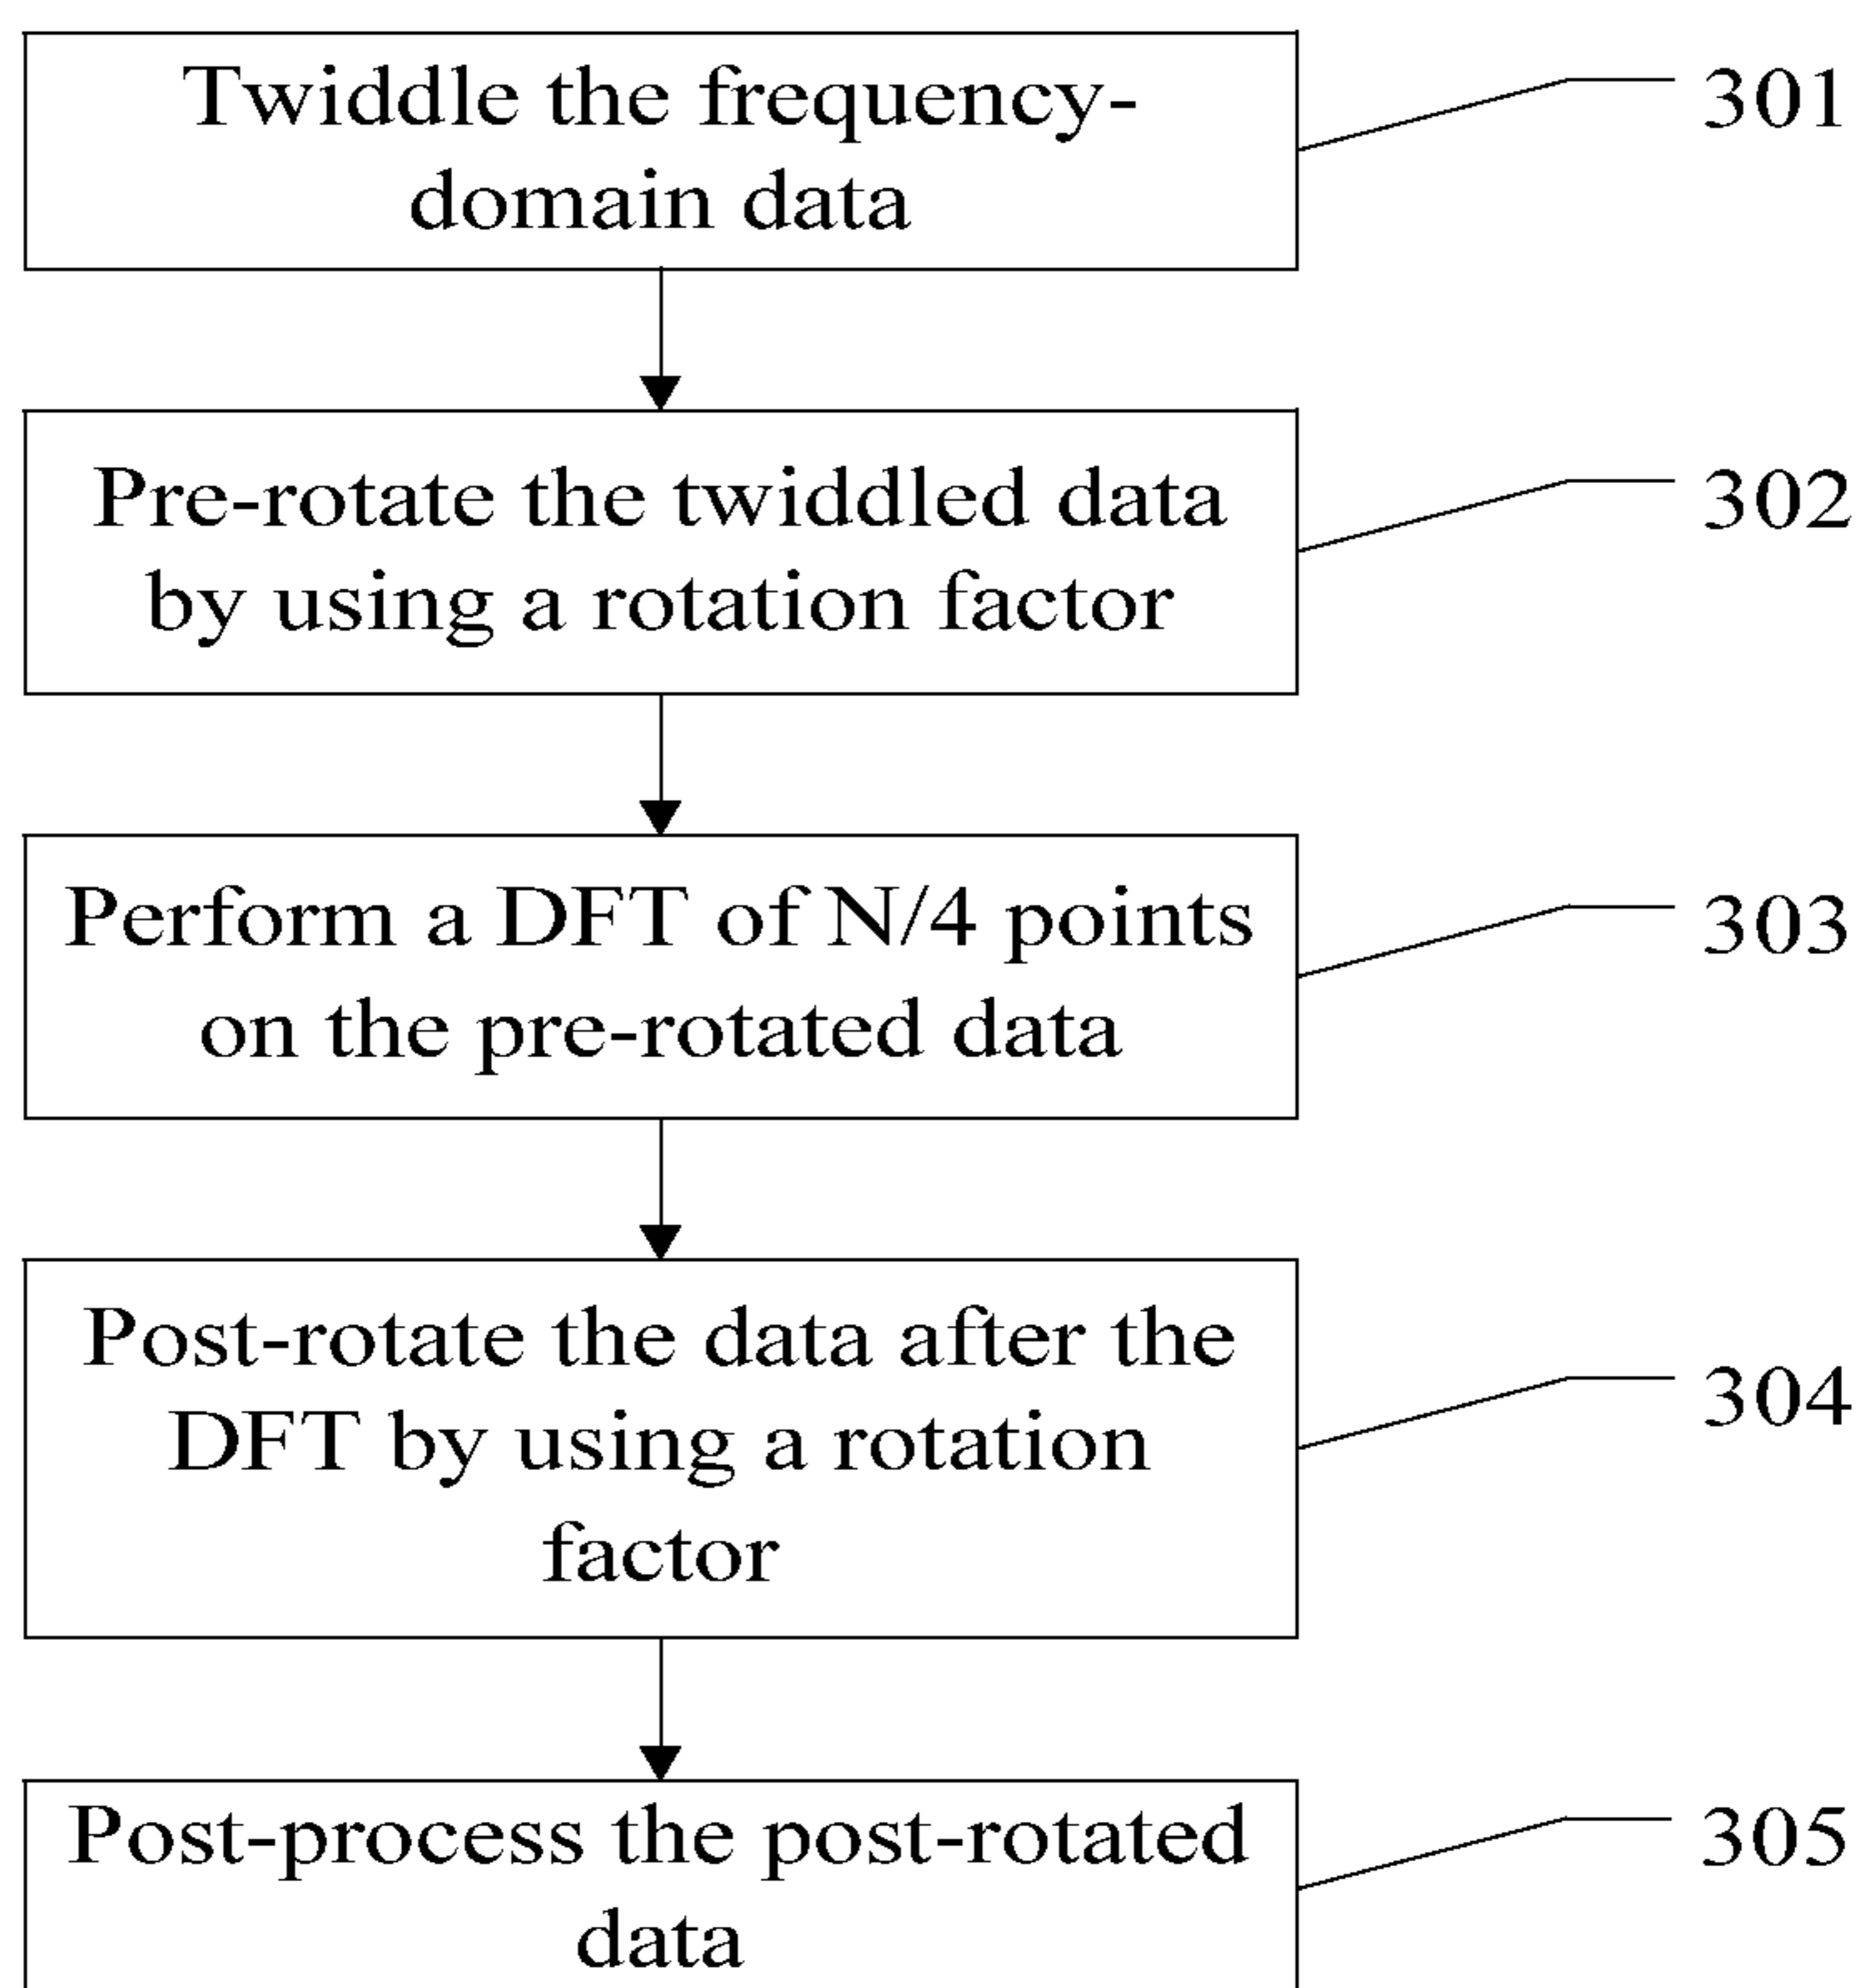 Twiddle the frequency-
domain data
301
Pre-rotate the twiddled data
by using a rotation factor
302
Perform a DFT of N/4 points
on the pre-rotated data
303
Post-rotate the data after the
DFT by using a rotation
factor
304
Post-process the post-rotated
data
305